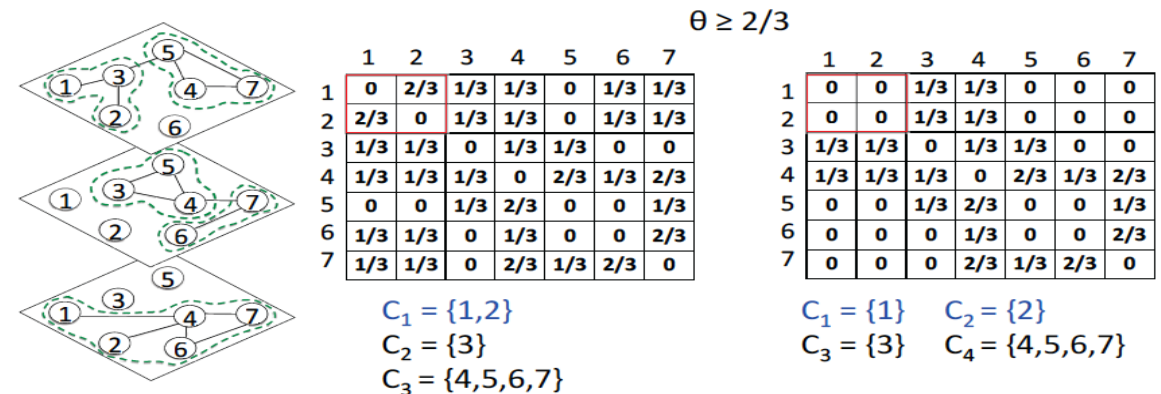 θ ≥ 2/3
5
1 3
4 7
2
6
5
1 3
4 7
2
6
5
3
1 4 7
2 6
1 2 3 4 5 6 7
1 0 2/3 1/3 1/3 0 1/3 1/3
2 2/3 0 1/3 1/3 0 1/3 1/3
3 1/3 1/3 0 1/3 1/3 0 0
4 1/3 1/3 1/3 0 2/3 1/3 2/3
5 0 0 1/3 2/3 0 0 1/3
6 1/3 1/3 0 1/3 0 0 2/3
7 1/3 1/3 0 2/3 1/3 2/3 0
C₁ = {1,2}
C₂ = {3}
C₃ = {4,5,6,7}
1 2 3 4 5 6 7
1 0 0 1/3 1/3 0 0 0
2 0 0 1/3 1/3 0 0 0
3 1/3 1/3 0 1/3 1/3 0 0
4 1/3 1/3 1/3 0 2/3 1/3 2/3
5 0 0 1/3 2/3 0 0 1/3
6 0 0 0 1/3 0 0 2/3
7 0 0 0 2/3 1/3 2/3 0
C₁ = {1} C₂ = {2}
C₃ = {3} C₄ = {4,5,6,7}